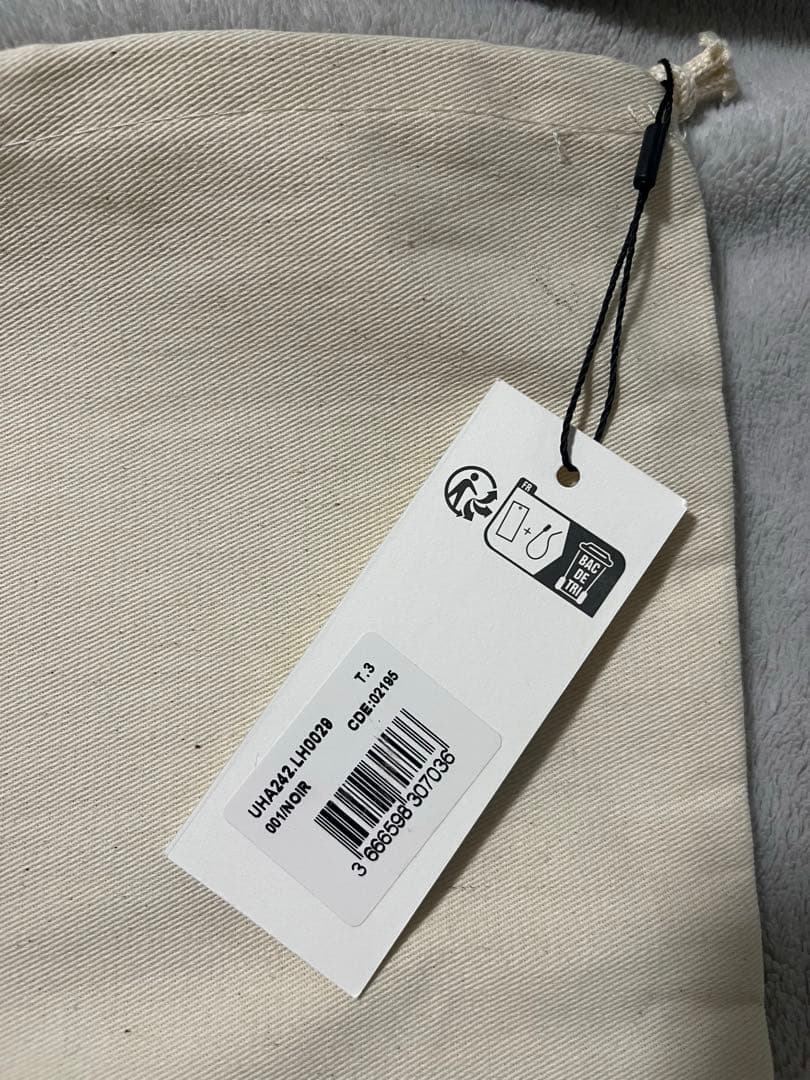 FR
+
BAC
DE
TRI
UHA242.LH0029 T.3
001/NOIR CDE:02195
3 666598 307036